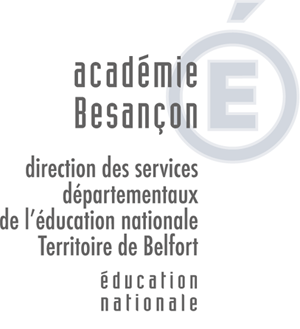 académie
Besançon
É
direction des services
départementaux
de l'éducation nationale
Territoire de Belfort
éducation
nationale